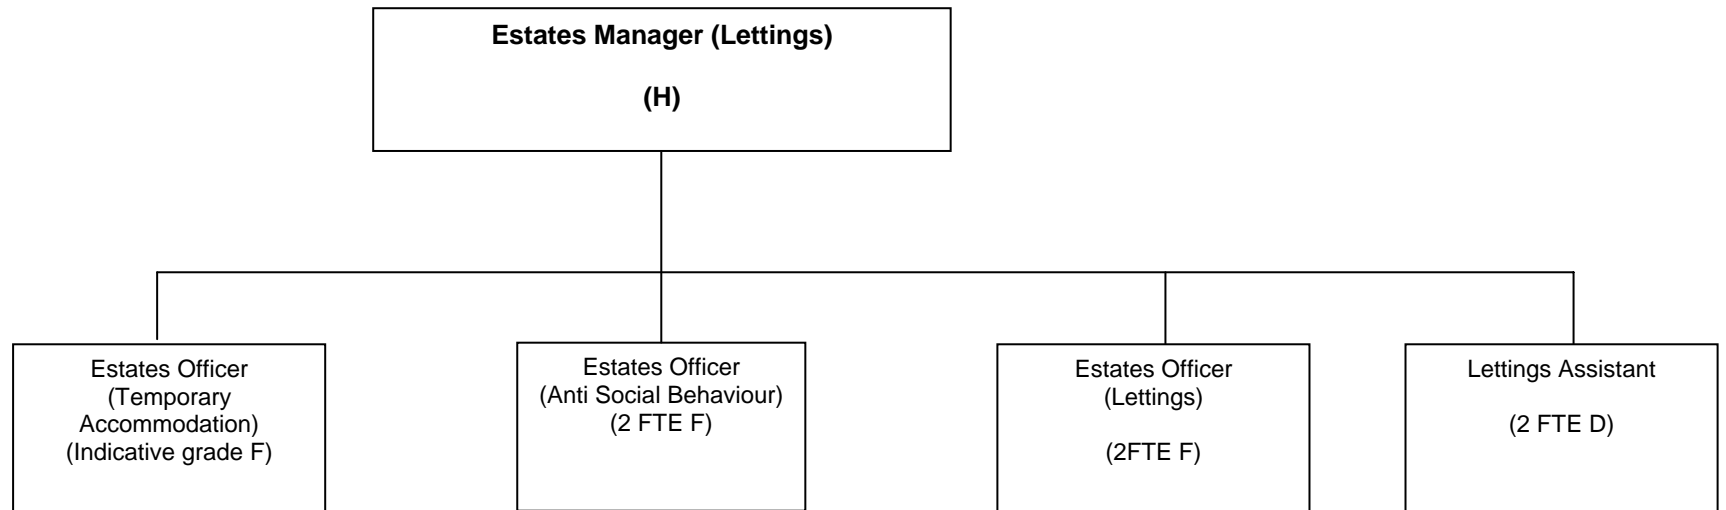 Estates Manager (Lettings)
(H)
Estates Officer
(Temporary
Accommodation)
(Indicative grade F)
Estates Officer
(Anti Social Behaviour)
(2 FTE F)
Estates Officer
(Lettings)
(2FTE F)
Lettings Assistant
(2 FTE D)